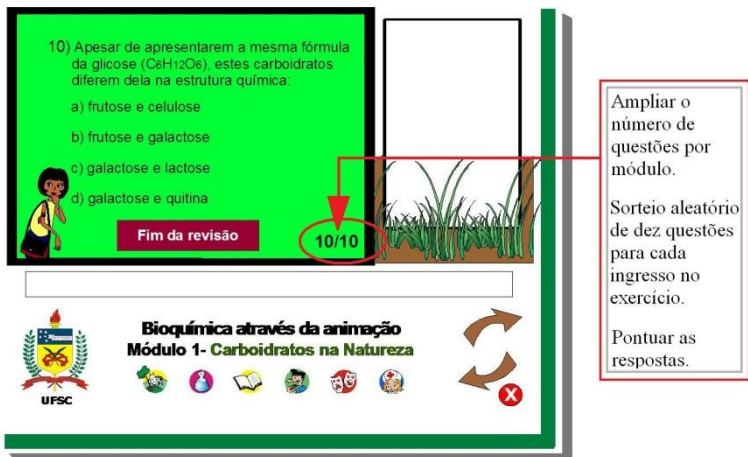 10) Apesar de apresentarem a mesma fórmula
da glicose (C6H12O6), estes carboidratos
diferem dela na estrutura química:
a) frutose e celulose
b) frutose e galactose
c) galactose e lactose
d) galactose e quitina
Fim da revisão
10/10
Ampliar o
número de
questões por
módulo.
Sorteio aleatório
de dez questões
para cada
ingresso no
exercício.
Pontuar as
respostas.
Bioquímica através da animação
Módulo 1- Carboidratos na Natureza
UFSC
X